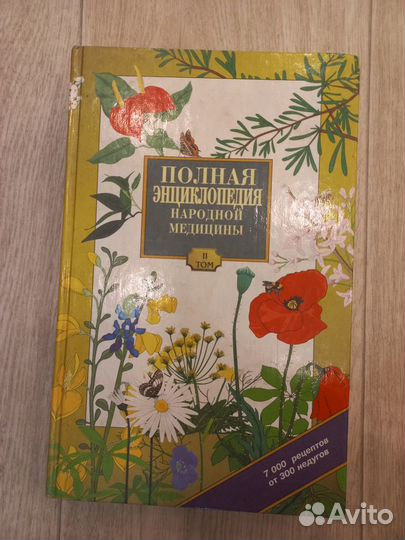 ПОЛНАЯ
ЭНЦИКЛОПЕДИЯ
НАРОДНОЙ
МЕДИЦИНЫ
II
ТОМ
7 000 рецептов
от 300 недугов
Avito